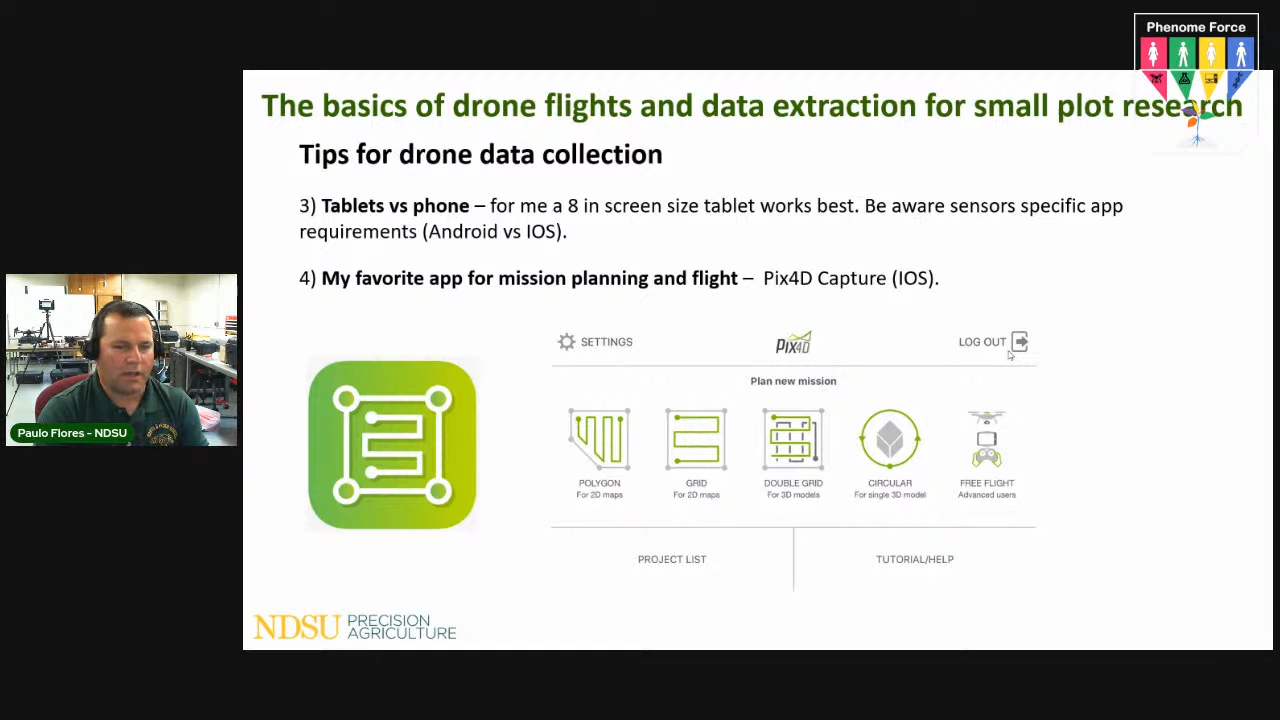 Phenome Force
The basics of drone flights and data extraction for small plot research
Tips for drone data collection
3) Tablets vs phone – for me a 8 in screen size tablet works best. Be aware sensors specific app
requirements (Android vs IOS).
4) My favorite app for mission planning and flight – Pix4D Capture (IOS).
SETTINGS
PIX4D
LOG OUT
Plan new mission
POLYGON
For 2D maps
GRID
For 2D maps
DOUBLE GRID
For 3D models
CIRCULAR
For single 3D model
FREE FLIGHT
Advanced users
PROJECT LIST
TUTORIAL/HELP
Paulo Flores - NDSU
NDSU PRECISION
AGRICULTURE